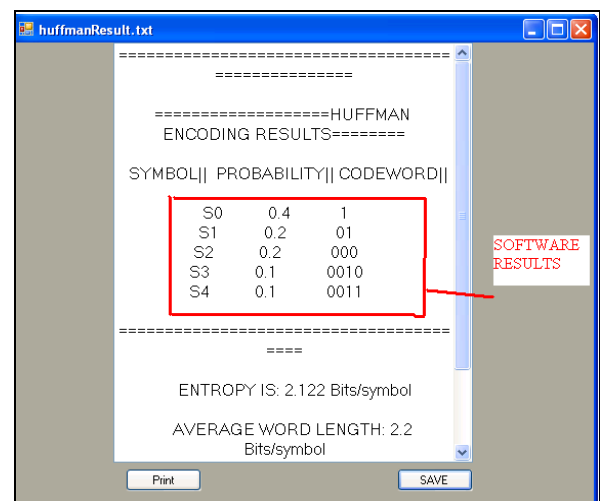 huffmanResult.txt
====================================
===============
===================HUFFMAN
ENCODING RESULTS========
SYMBOL|| PROBABILITY|| CODEWORD||
S0 0.4 1
S1 0.2 01
S2 0.2 000
S3 0.1 0010
S4 0.1 0011
SOFTWARE
RESULTS
====================================
====
ENTROPY IS: 2.122 Bits/symbol
AVERAGE WORD LENGTH: 2.2
Bits/symbol
Print SAVE